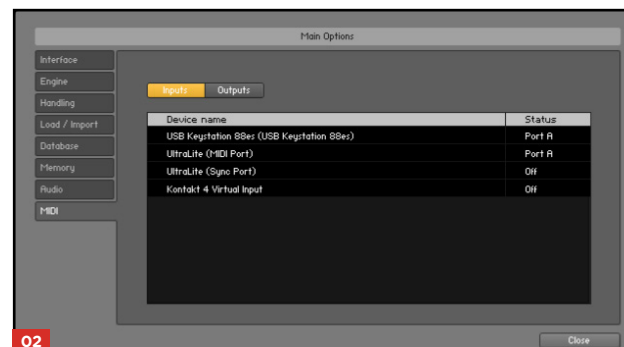 Main Options
Interface
Engine
Handling
Load / Import
Database
Memory
Audio
MIDI
Inputs Outputs
Device name Status
USB Keystation 88es (USB Keystation 88es) Port A
UltraLite (MIDI Port) Port A
UltraLite (Sync Port) Off
Kontakt 4 Virtual Input Off
02
Close